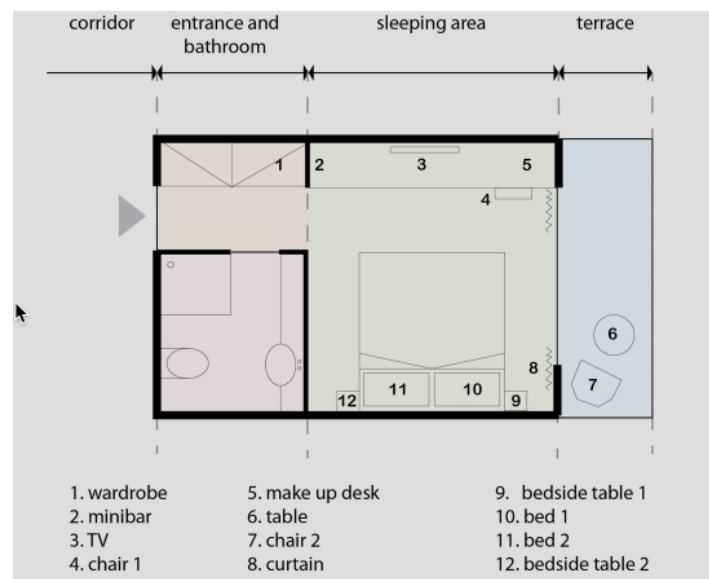 corridor
entrance and
bathroom
sleeping area
terrace
1
2
3
5
4
6
8
7
11
10
12
9
1. wardrobe
2. minibar
3. TV
4. chair 1
5. make up desk
6. table
7. chair 2
8. curtain
9. bedside table 1
10. bed 1
11. bed 2
12. bedside table 2